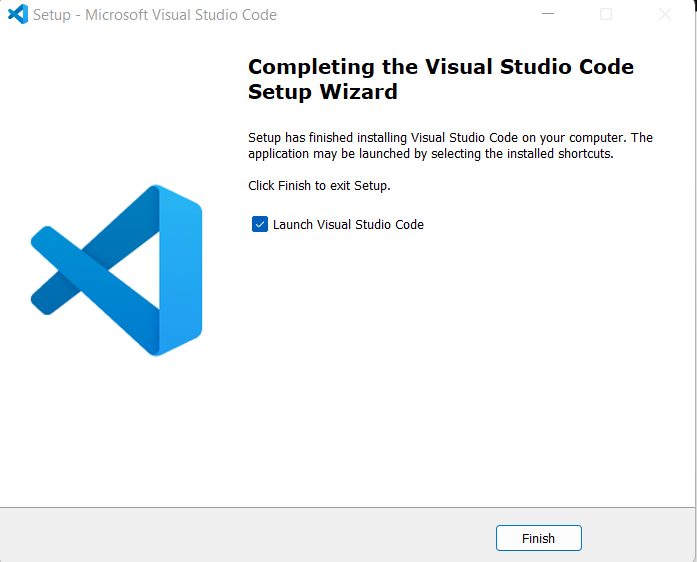 Setup - Microsoft Visual Studio Code
Completing the Visual Studio Code
Setup Wizard
Setup has finished installing Visual Studio Code on your computer. The
application may be launched by selecting the installed shortcuts.
Click Finish to exit Setup.
Launch Visual Studio Code
Finish